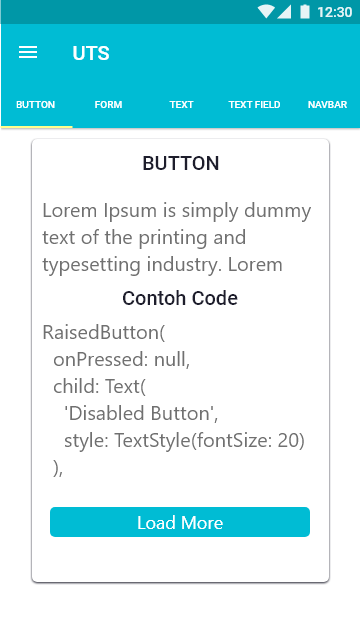 12:30
UTS
BUTTON FORM TEXT TEXT FIELD NAVBAR
BUTTON
Lorem Ipsum is simply dummy
text of the printing and
typesetting industry. Lorem
Contoh Code
RaisedButton(
  onPressed: null,
  child: Text(
    'Disabled Button',
    style: TextStyle(fontSize: 20)
  ),
Load More